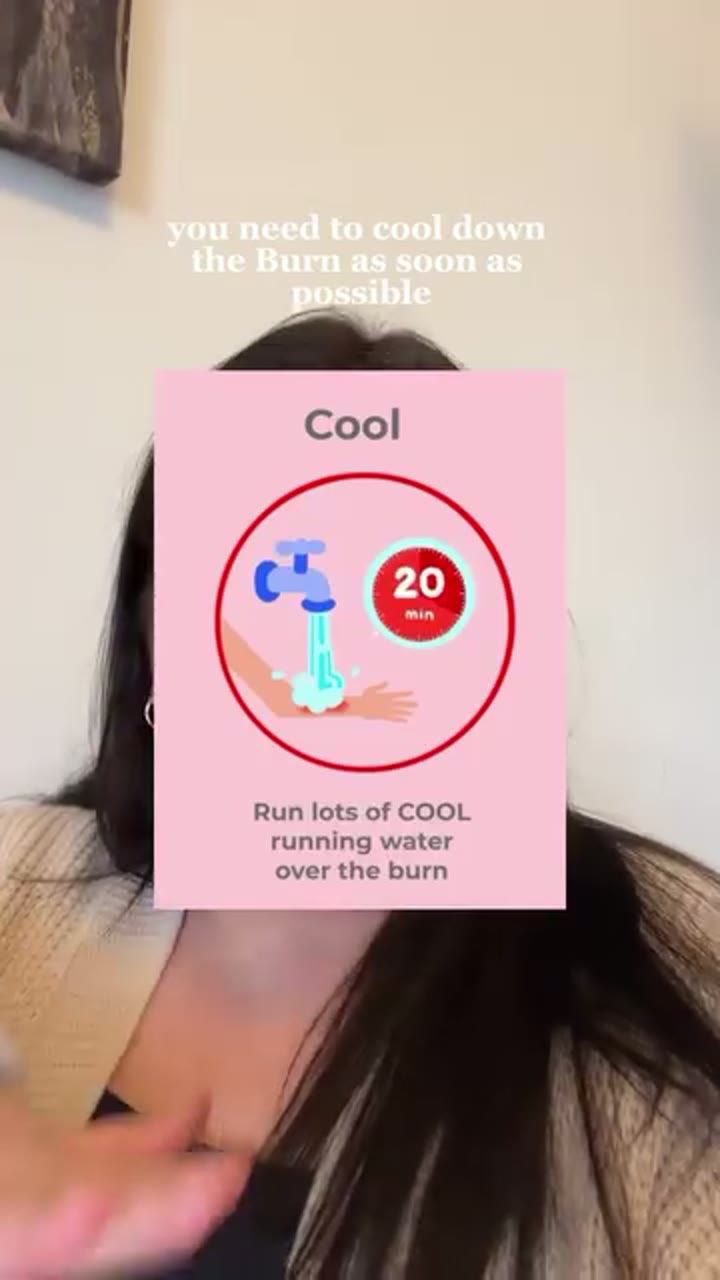 you need to cool down
the Burn as soon as
possible
Cool
20
min
Run lots of COOL
running water
over the burn